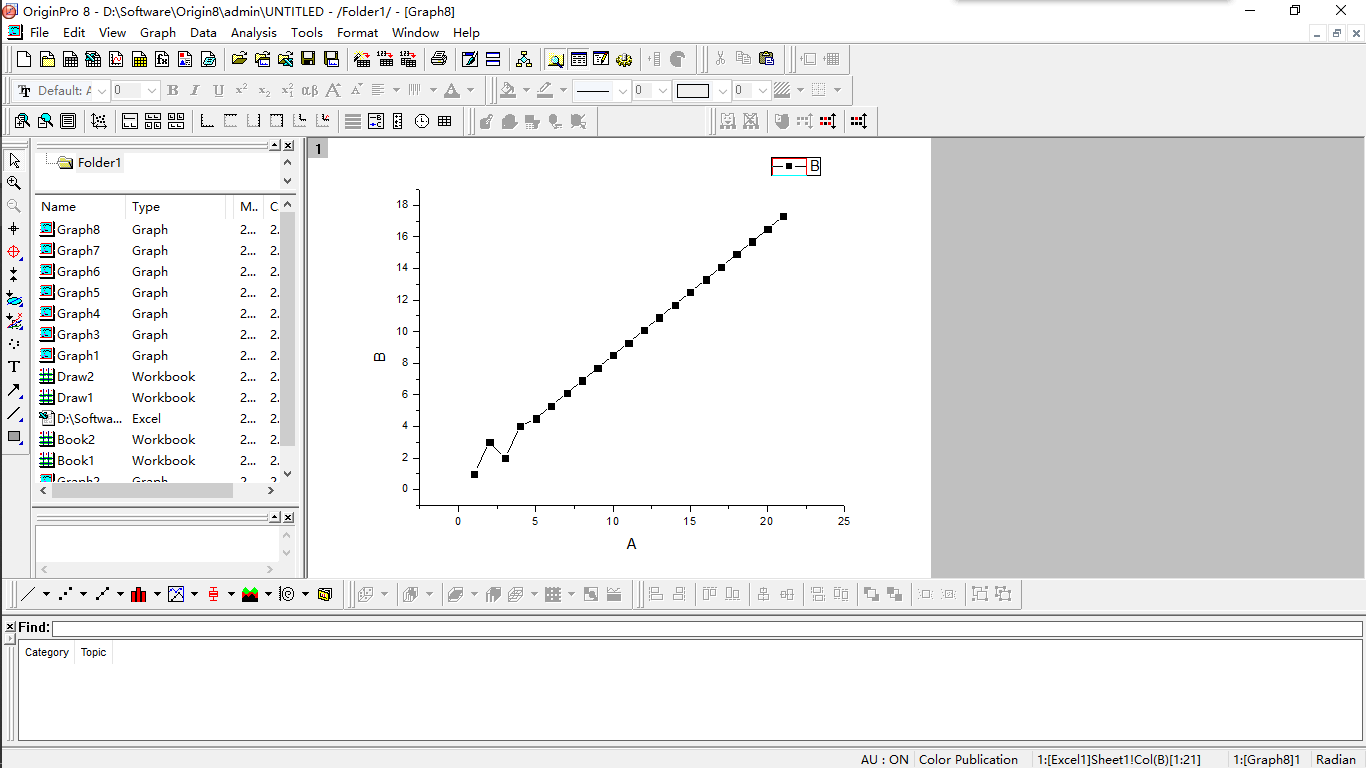 OriginPro 8 - D:\Software\Origin8\admin\UNTITLED - /Folder1/ - [Graph8]
File Edit View Graph Data Analysis Tools Format Window Help
Default: A 0 B I U x² x₂ x₁² αβ A A A 0 0
Folder1
Name Type M.. C
Graph8 Graph 2... 2.
Graph7 Graph 2... 2.
Graph6 Graph 2... 2.
Graph5 Graph 2... 2.
Graph4 Graph 2... 2.
Graph3 Graph 2... 2.
Graph1 Graph 2... 2.
Draw2 Workbook 2... 2.
Draw1 Workbook 2... 2.
D:\Softwa... Excel 2... 2.
Book2 Workbook 2... 2.
Book1 Workbook 2... 2.
Graph2 Graph 2... 2.
1
B
18
16
14
12
10
8
6
4
2
0
B
0 5 10 15 20 25
A
T
Find:
Category Topic
AU : ON Color Publication 1:[Excel1]Sheet1!Col(B)[1:21] 1:[Graph8]1 Radian